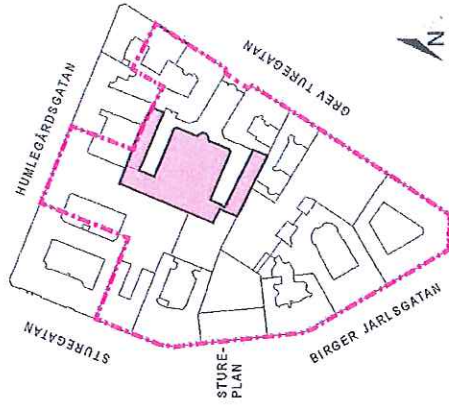 HUMLEGÅRDSGATAN
GREV TUREGATAN
N
STUREGATAN
STURE-
PLAN
BIRGER JARLSGATAN